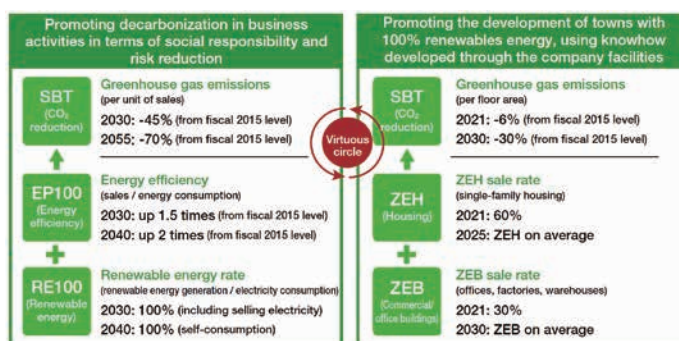 Promoting decarbonization in business
activities in terms of social responsibility and
risk reduction
SBT
(CO₂
reduction)
Greenhouse gas emissions
(per unit of sales)
2030: -45% (from fiscal 2015 level)
2055: -70% (from fiscal 2015 level)
EP100
(Energy
efficiency)
Energy efficiency
(sales / energy consumption)
2030: up 1.5 times (from fiscal 2015 level)
2040: up 2 times (from fiscal 2015 level)
RE100
(Renewable
energy)
Renewable energy rate
(renewable energy generation / electricity consumption)
2030: 100% (including selling electricity)
2040: 100% (self-consumption)
Virtuous
circle
Promoting the development of towns with
100% renewables energy, using knowhow
developed through the company facilities
SBT
(CO₂
reduction)
Greenhouse gas emissions
(per floor area)
2021: -6% (from fiscal 2015 level)
2030: -30% (from fiscal 2015 level)
ZEH
(Housing)
ZEH sale rate
(single-family housing)
2021: 60%
2025: ZEH on average
ZEB
(Commercial/
office buildings)
ZEB sale rate
(offices, factories, warehouses)
2021: 30%
2030: ZEB on average